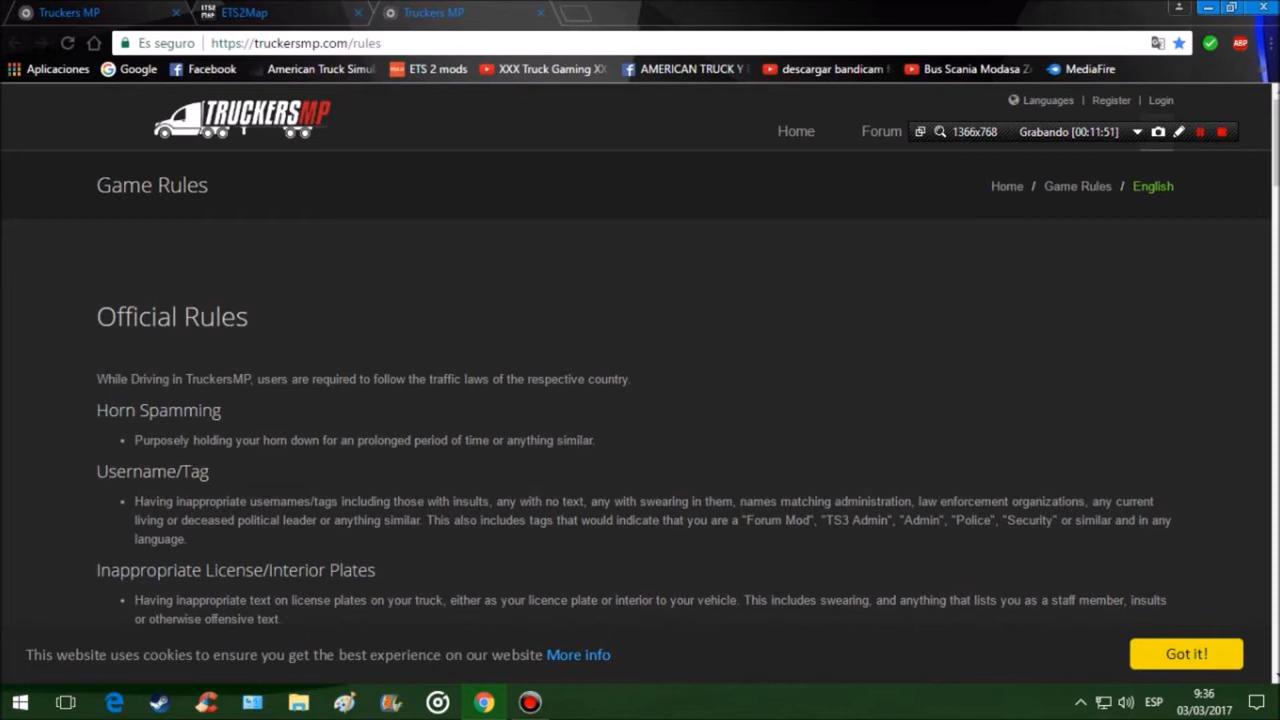 Truckers MP
ETS2 MAP ETS2Map
Truckers MP
Es seguro https://truckersmp.com/rules
ABP
Aplicaciones Google Facebook American Truck Simul ETS 2 mods XXX Truck Gaming XX AMERICAN TRUCK Y descargar bandicam Bus Scania Modasa Z MediaFire
TRUCKERSMP
Languages | Register | Login
Home Forum 1366x768 Grabando [00:11:51]
Game Rules
Home / Game Rules / English
Official Rules
While Driving in TruckersMP, users are required to follow the traffic laws of the respective country.
Horn Spamming
• Purposely holding your horn down for an prolonged period of time or anything similar.
Username/Tag
• Having inappropriate usernames/tags including those with insults, any with no text, any with swearing in them, names matching administration, law enforcement organizations, any current
living or deceased political leader or anything similar. This also includes tags that would indicate that you are a "Forum Mod", "TS3 Admin", "Admin", "Police", "Security" or similar and in any
language.
Inappropriate License/Interior Plates
• Having inappropriate text on license plates on your truck, either as your licence plate or interior to your vehicle. This includes swearing, and anything that lists you as a staff member, insults
or otherwise offensive text.
This website uses cookies to ensure you get the best experience on our website More info
Got it!
ESP
9:36
03/03/2017